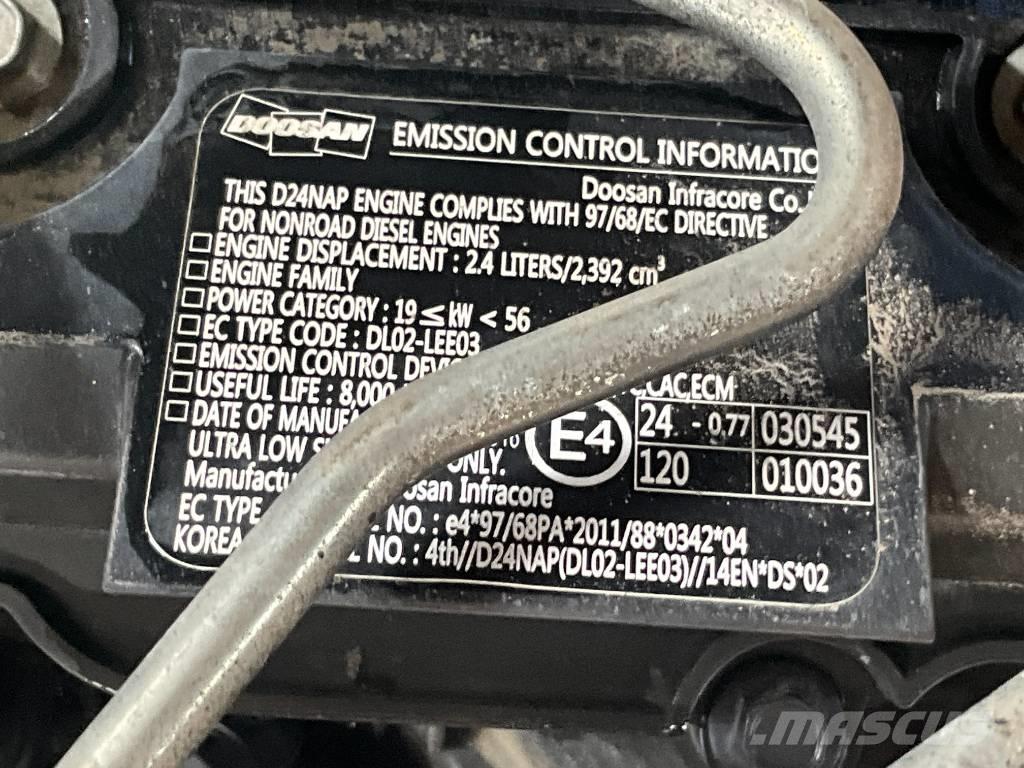 DOOSAN EMISSION CONTROL INFORMATIO
Doosan Infracore Co.
THIS D24NAP ENGINE COMPLIES WITH 97/68/EC DIRECTIVE
FOR NONROAD DIESEL ENGINES
□ ENGINE DISPLACEMENT : 2.4 LITERS/2,392 cm³
□ ENGINE FAMILY
□ POWER CATEGORY : 19 ≤ kW < 56
□ EC TYPE CODE : DL02-LEE03
□ EMISSION CONTROL DEVI
,CAC,ECM
□ USEFUL LIFE : 8,000
□ DATE OF MANUFA
E4
24 - 0.77 030545
120 010036
ULTRA LOW S ONLY.
Manufactu oosan Infracore
EC TYPE NO. : e4*97/68PA*2011/88*0342*04
KOREA L NO. : 4th//D24NAP(DL02-LEE03)//14EN*DS*02
MASCUS